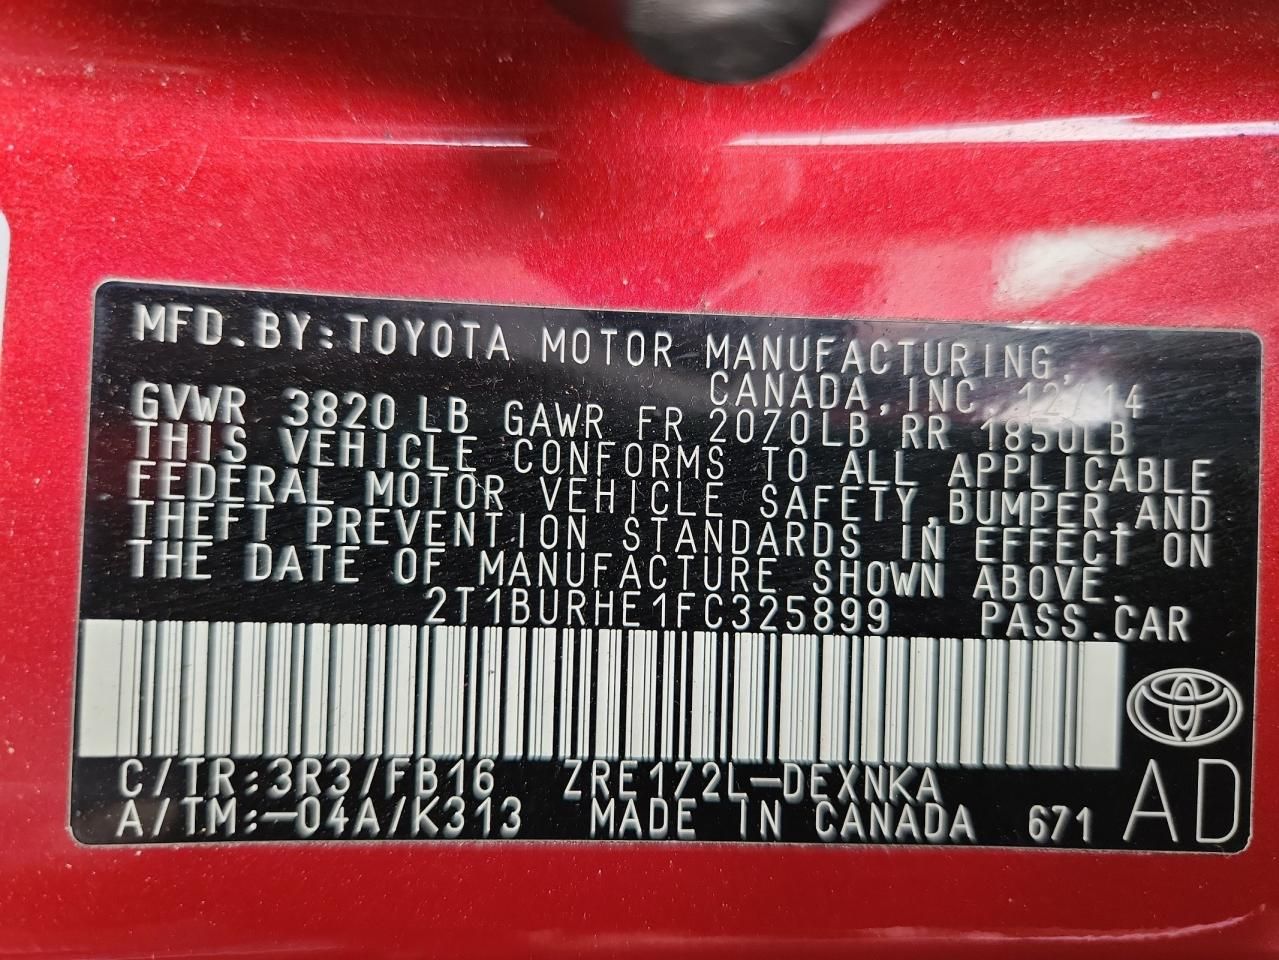 MFD.BY:TOYOTA MOTOR MANUFACTURING,
CANADA,INC. 12/14
GVWR 3820LB GAWR FR 2070LB RR 1850LB
THIS VEHICLE CONFORMS TO ALL APPLICABLE
FEDERAL MOTOR VEHICLE SAFETY,BUMPER,AND
THEFT PREVENTION STANDARDS IN EFFECT ON
THE DATE OF MANUFACTURE SHOWN ABOVE.
2T1BURHE1FC325899 PASS.CAR
C/TR:3R3/FB16 ZRE172L-DEXNKA
A/TM:-04A/K313 MADE IN CANADA 671 AD